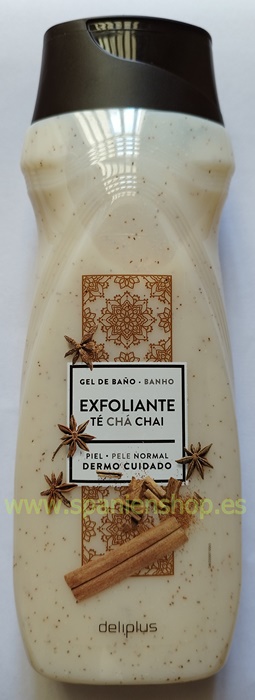 GEL DE BAÑO • BANHO
EXFOLIANTE
TÉ CHÁ CHAI
PIEL • PELE NORMAL
DERMO CUIDADO
www.spanienshop.es
deliplus